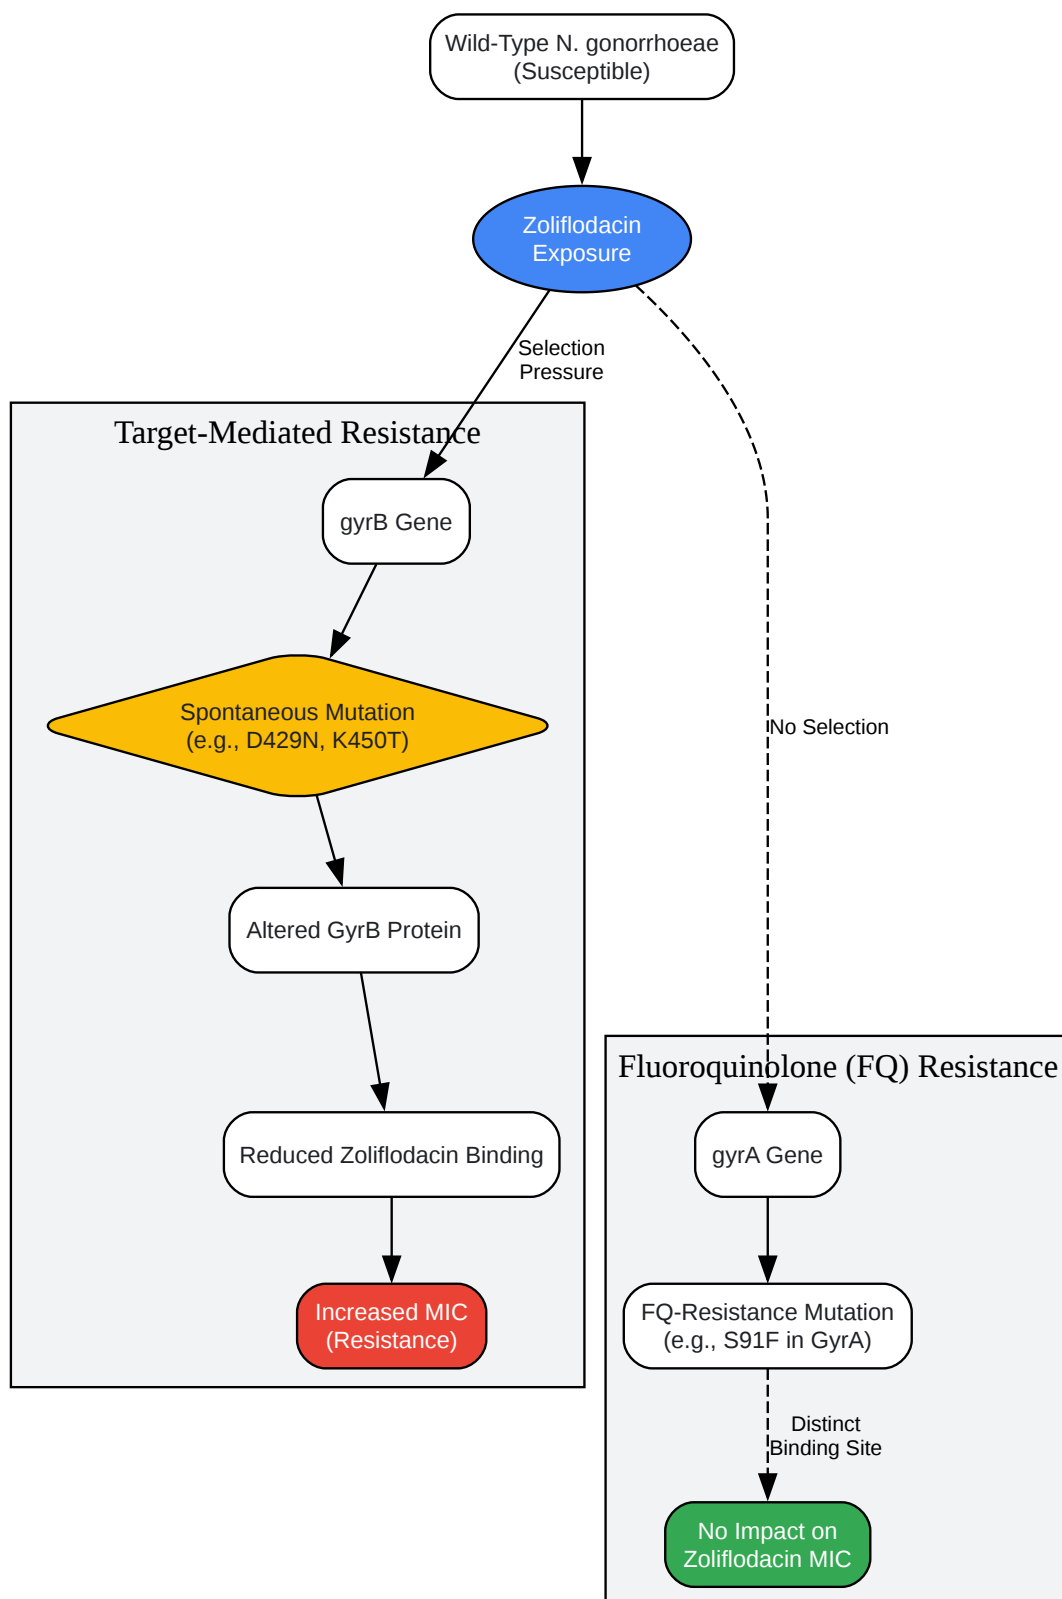 Wild-Type N. gonorrhoeae
(Susceptible)
Zoliflodacin
Exposure
Selection
Pressure
Target-Mediated Resistance
gyrB Gene
Spontaneous Mutation
(e.g., D429N, K450T)
No Selection
Altered GyrB Protein
Fluoroquinolone (FQ) Resistance
Reduced Zoliflodacin Binding
gyrA Gene
Increased MIC
(Resistance)
FQ-Resistance Mutation
(e.g., S91F in GyrA)
Distinct
Binding Site
No Impact on
Zoliflodacin MIC